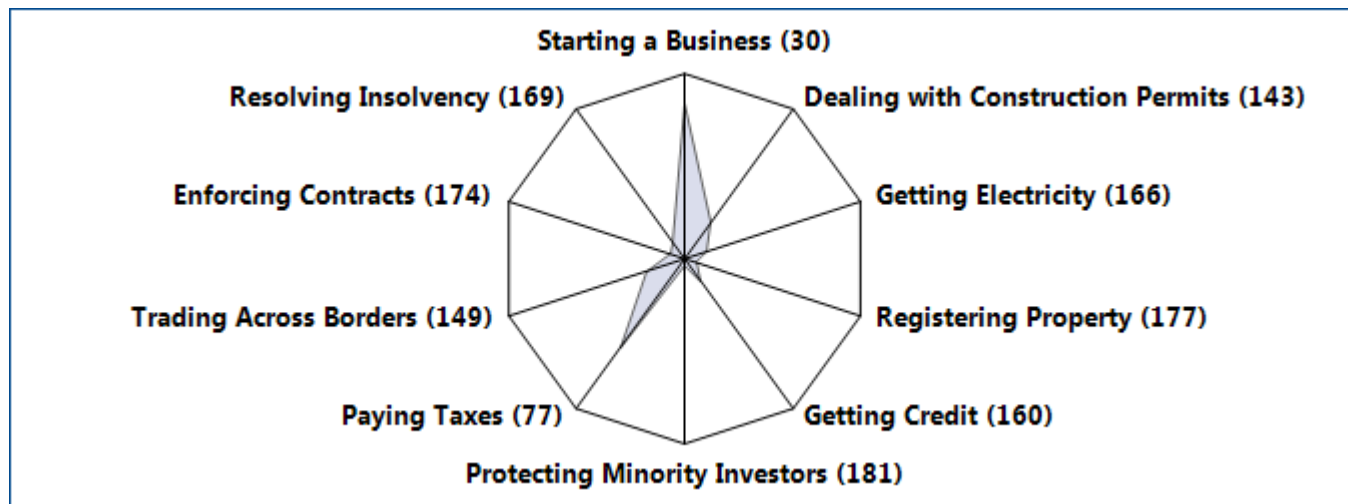 Starting a Business (30)
Resolving Insolvency (169)
Dealing with Construction Permits (143)
Enforcing Contracts (174)
Getting Electricity (166)
Trading Across Borders (149)
Registering Property (177)
Paying Taxes (77)
Getting Credit (160)
Protecting Minority Investors (181)